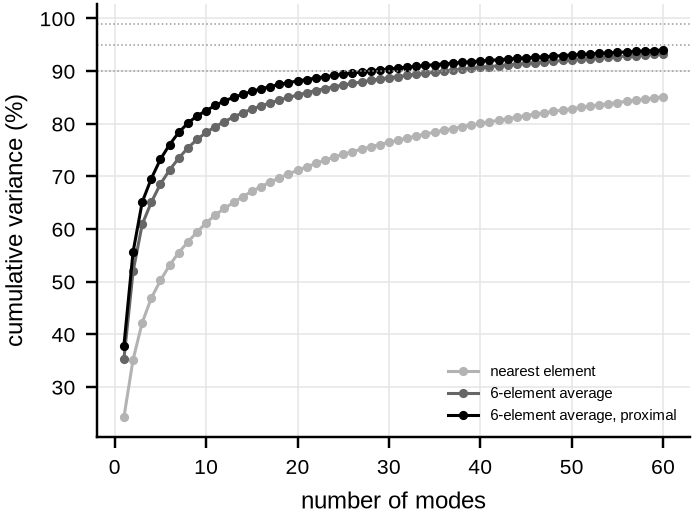 cumulative variance (%)
100
90
80
70
60
50
40
30
nearest element
6-element average
6-element average, proximal
0 10 20 30 40 50 60
number of modes